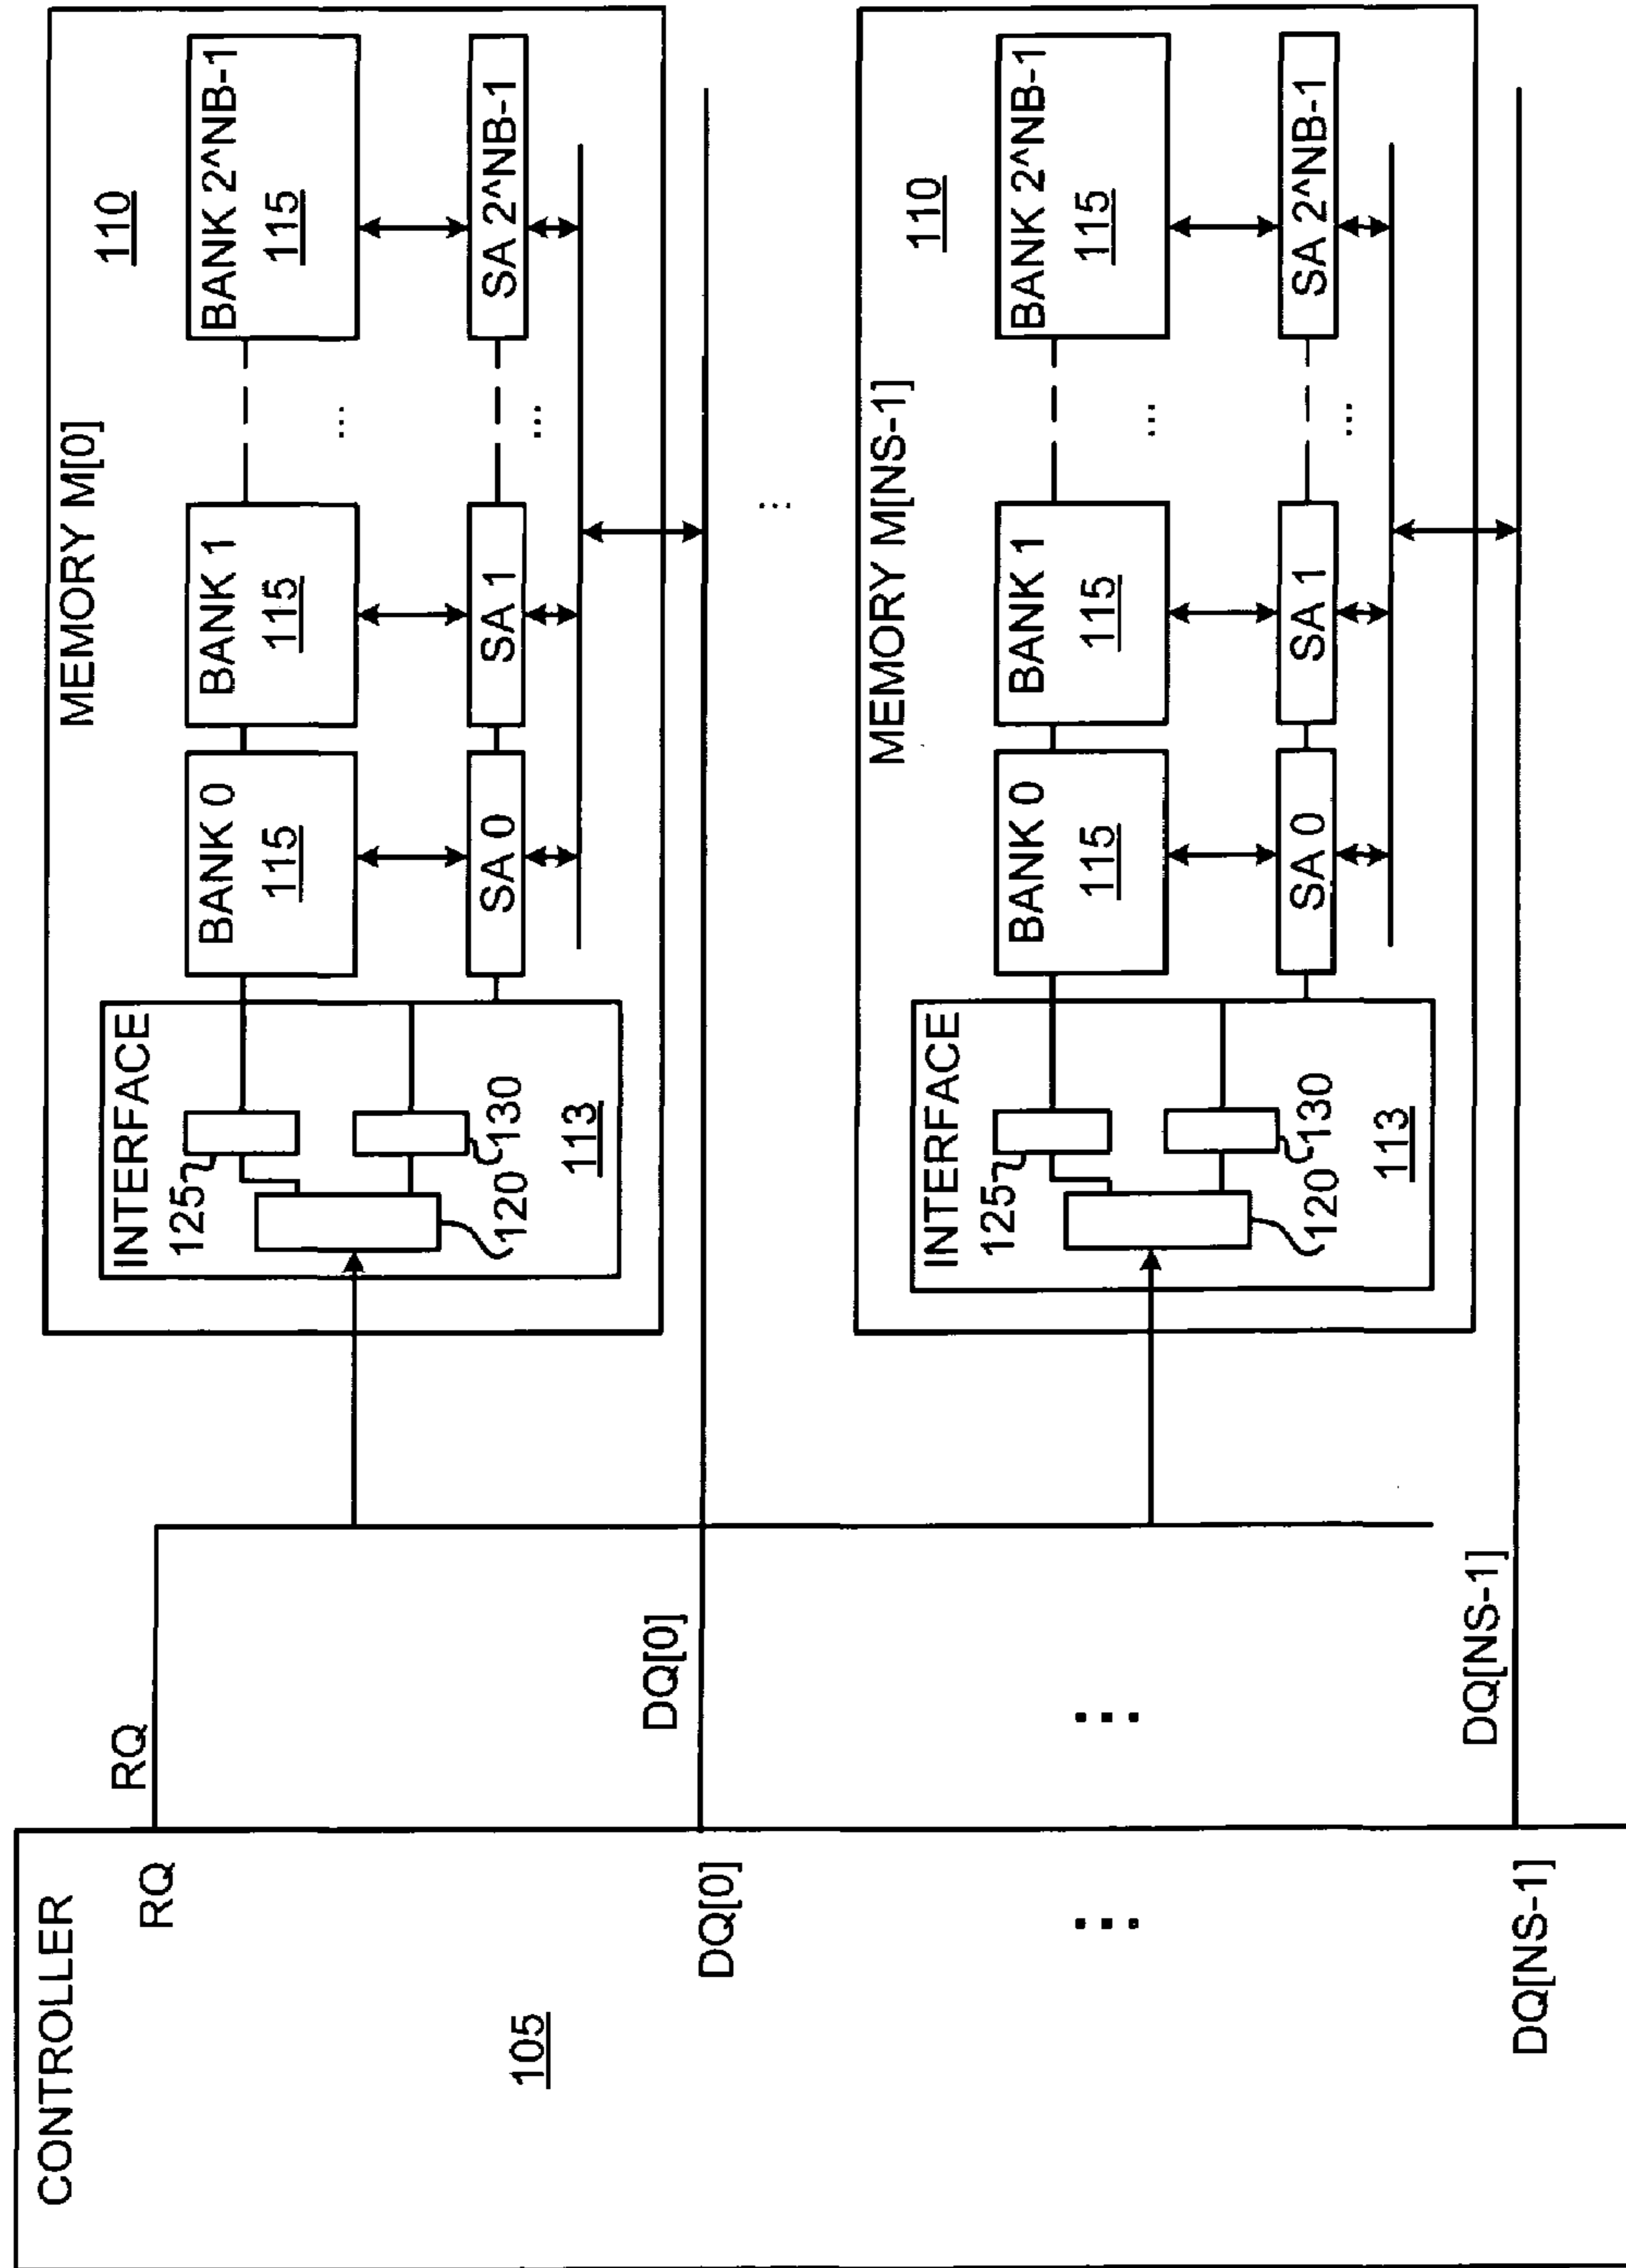 CONTROLLER
105
RQ
DQ[0]
...
DQ[NS-1]
RQ
DQ[0]
...
DQ[NS-1]
MEMORY M[0]
110
INTERFACE
125
120
130
113
BANK 0
115
BANK 1
115
...
BANK 2^NB-1
115
SA 0
SA 1
...
SA 2^NB-1
...
MEMORY M[NS-1]
110
INTERFACE
125
120
130
113
BANK 0
115
BANK 1
115
...
BANK 2^NB-1
115
SA 0
SA 1
...
SA 2^NB-1